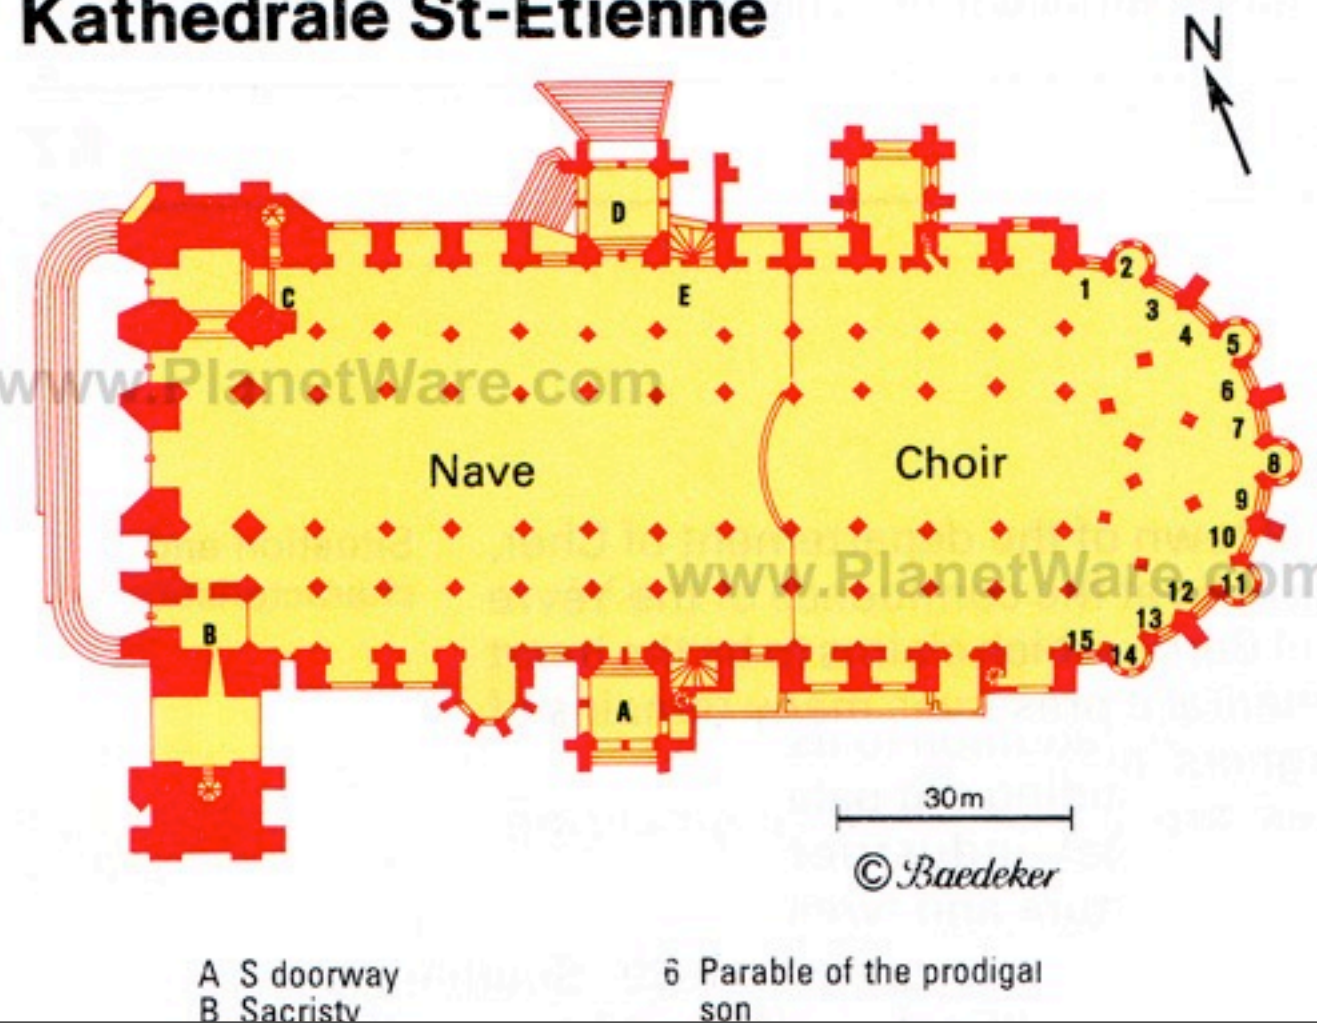 Kathedrale St-Etienne
N
D
C
E
1
2
3
4
5
6
7
8
9
10
11
12
13
14
15
www.PlanetWare.com
Nave
Choir
www.PlanetWare.com
B
A
30m
© Baedeker
A S doorway
B Sacristy
6 Parable of the prodigal
son